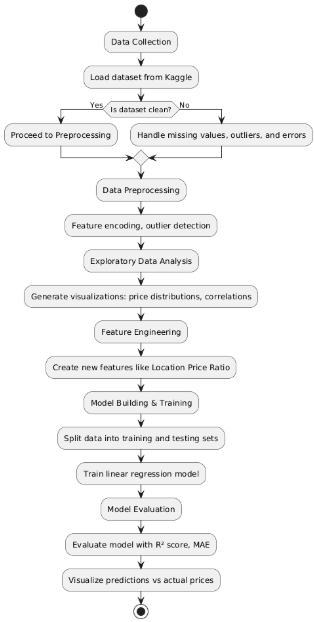 Data Collection
Load dataset from Kaggle
Is dataset clean?
Yes
No
Proceed to Preprocessing
Handle missing values, outliers, and errors
Data Preprocessing
Feature encoding, outlier detection
Exploratory Data Analysis
Generate visualizations: price distributions, correlations
Feature Engineering
Create new features like Location Price Ratio
Model Building & Training
Split data into training and testing sets
Train linear regression model
Model Evaluation
Evaluate model with R² score, MAE
Visualize predictions vs actual prices